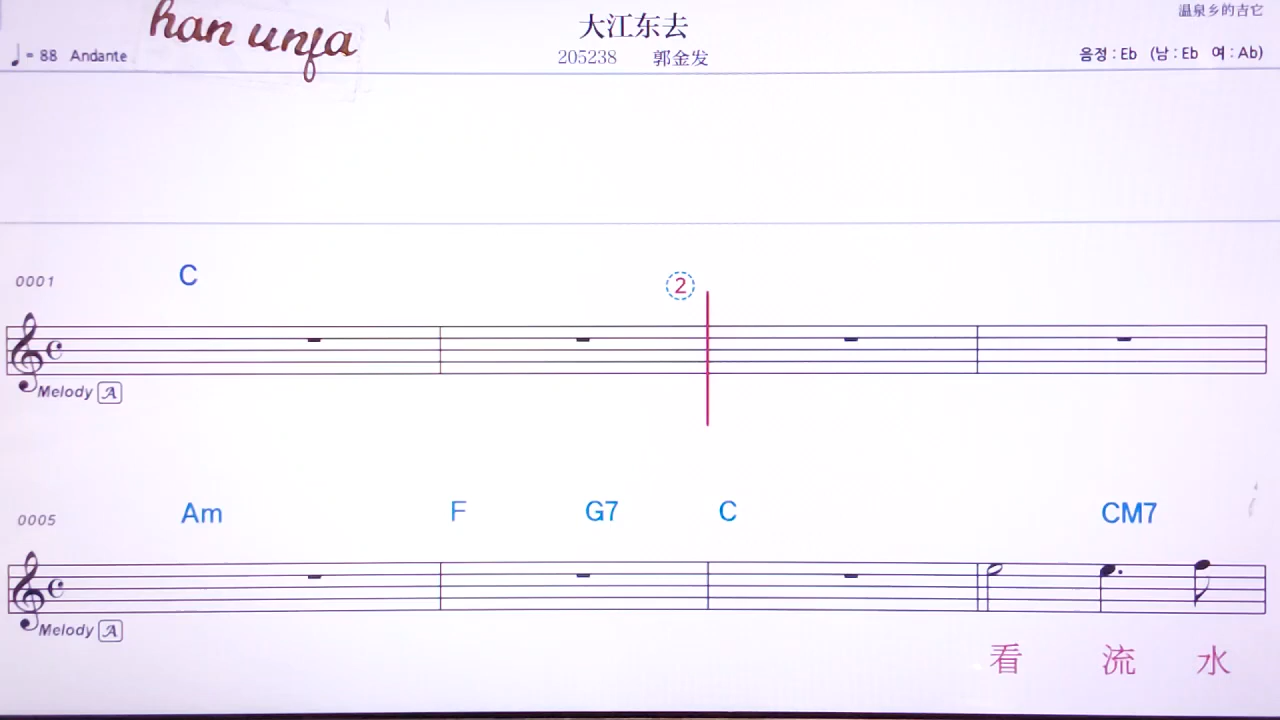 han unja
大江东去
温泉乡的吉它
♩= 88 Andante
205238 郭金发
음정 : Eb (남 : Eb 여 : Ab)
0001 C 2
Melody A
0005 Am F G7 C CM7
Melody A
看 流 水